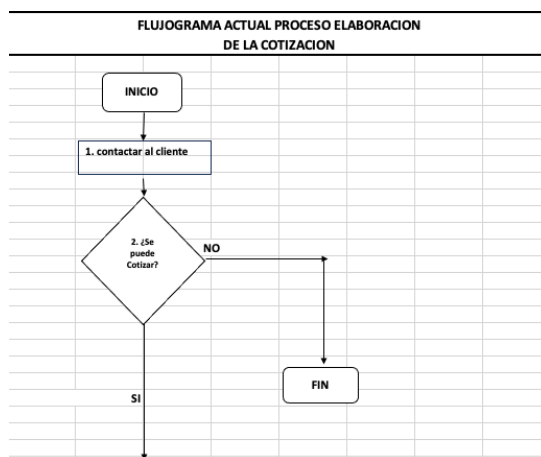 FLUJOGRAMA ACTUAL PROCESO ELABORACION
DE LA COTIZACION
INICIO
1. contactar al cliente
2. ¿Se
puede
Cotizar?
NO
FIN
SI